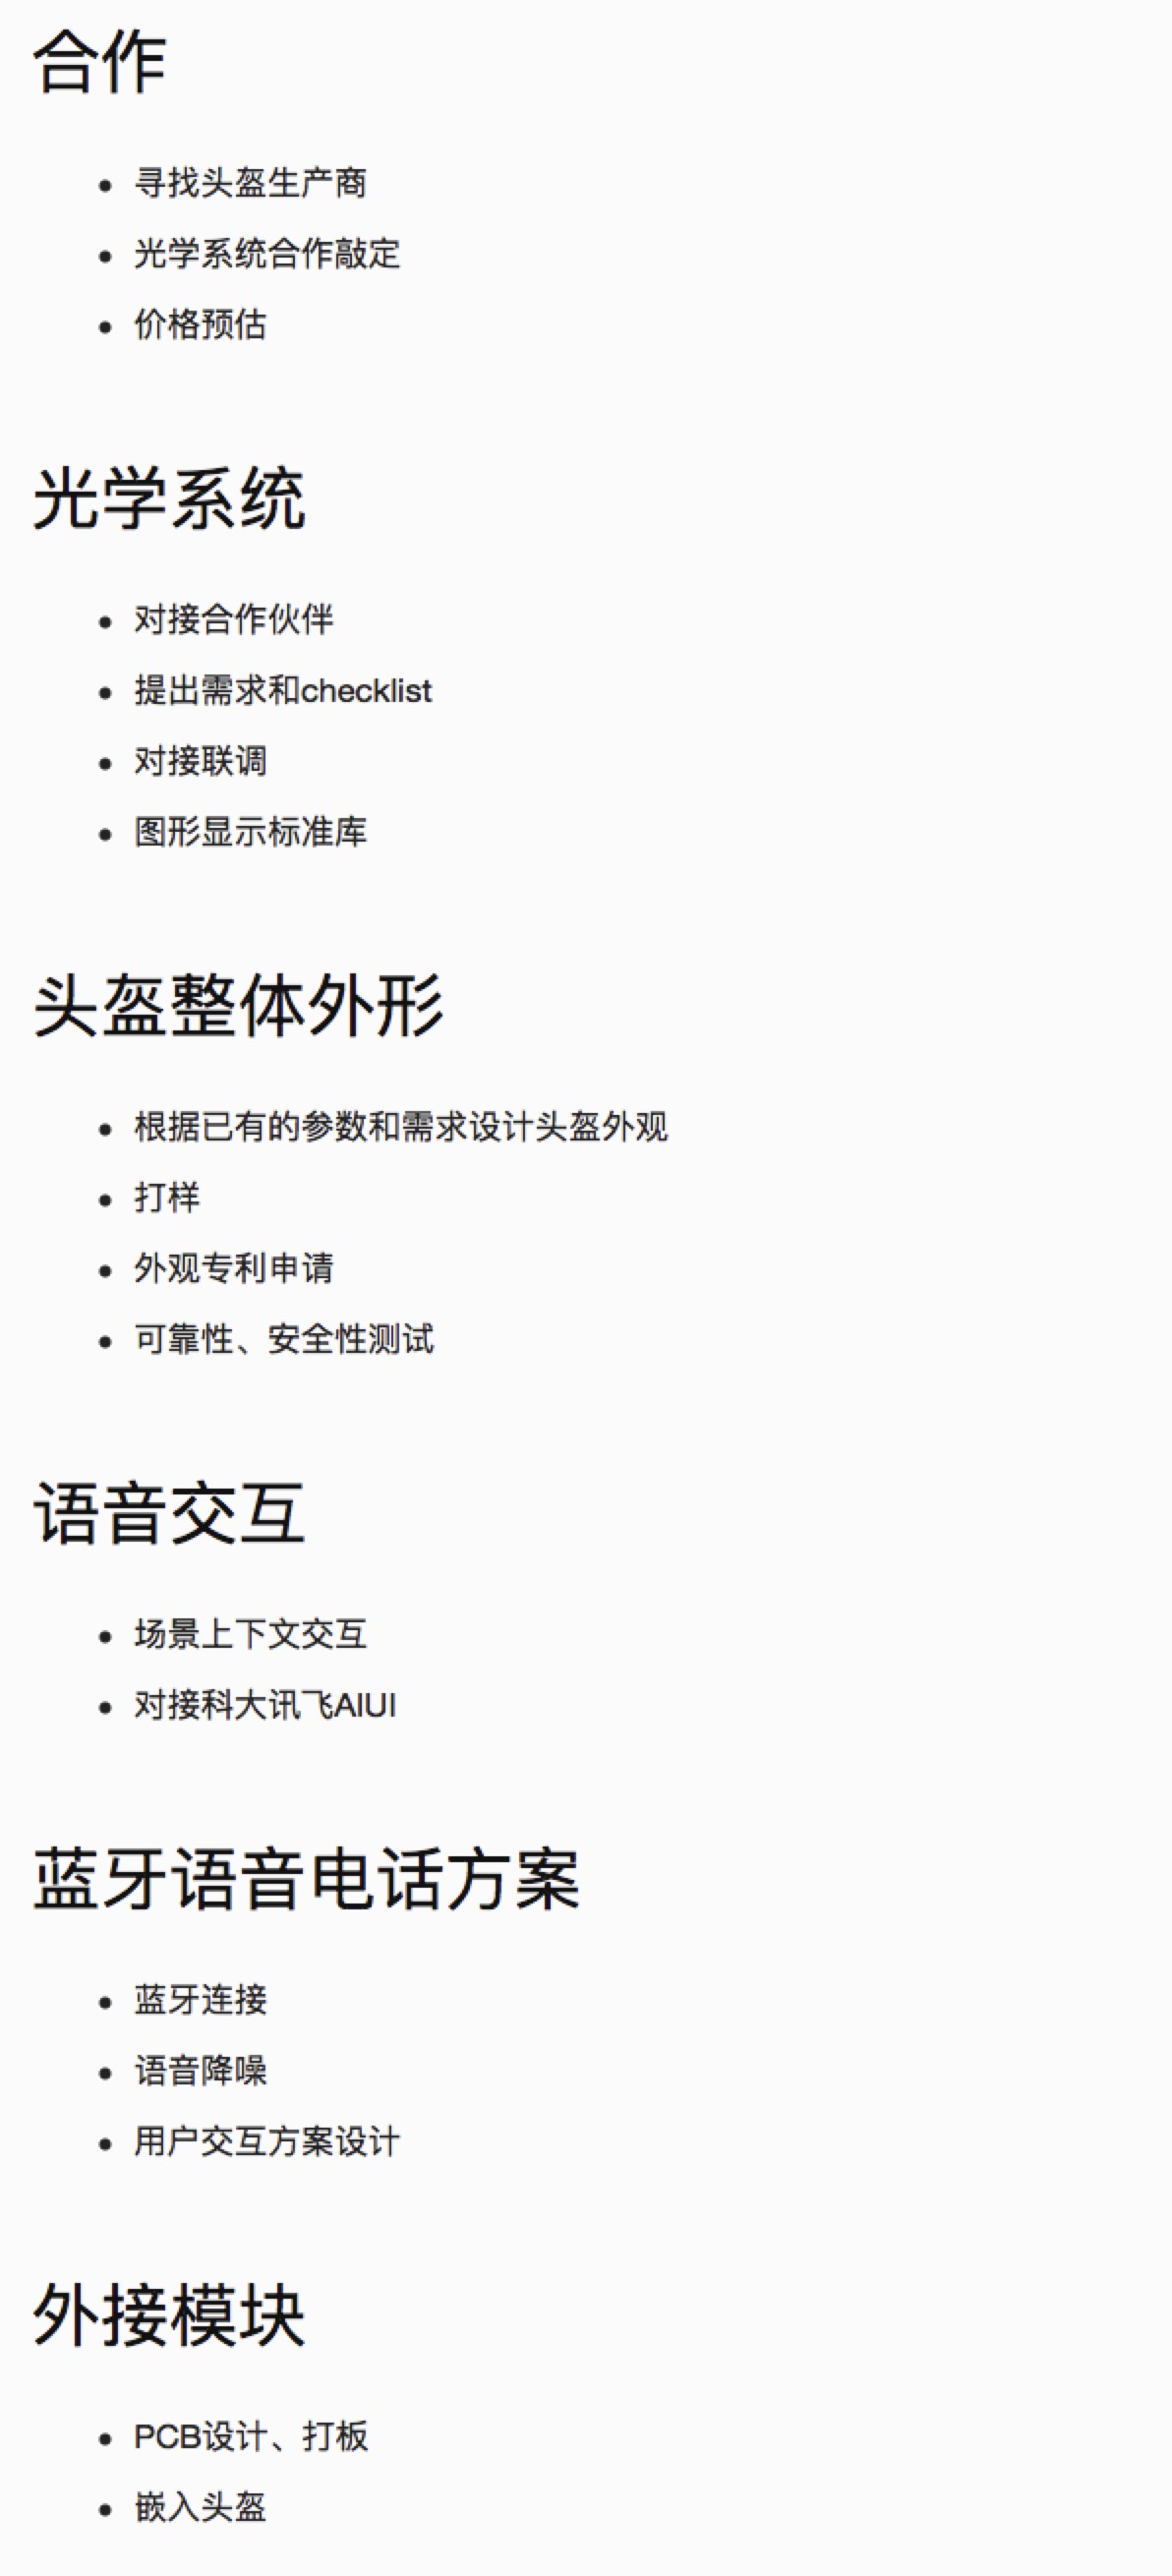 合作
寻找头盔生产商
光学系统合作敲定
价格预估
光学系统
对接合作伙伴
提出需求和checklist
对接联调
图形显示标准库
头盔整体外形
根据已有的参数和需求设计头盔外观
打样
外观专利申请
可靠性、安全性测试
语音交互
场景上下文交互
对接科大讯飞AIUI
蓝牙语音电话方案
蓝牙连接
语音降噪
用户交互方案设计
外接模块
PCB设计、打板
嵌入头盔